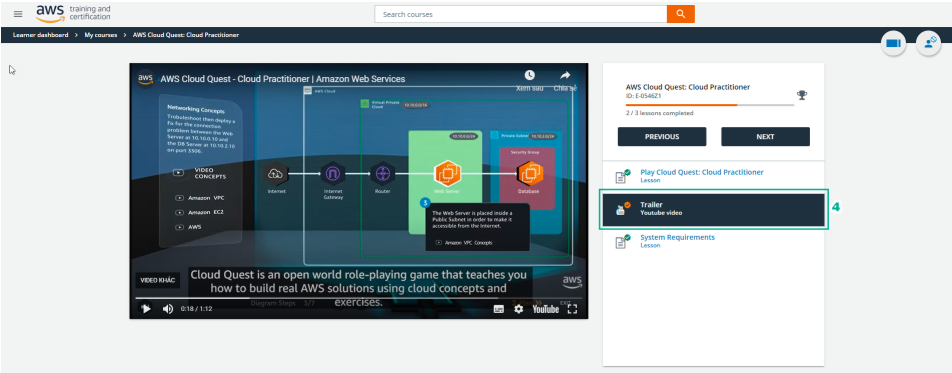 aws training and
certification
Search courses
Learner dashboard > My courses > AWS Cloud Quest: Cloud Practitioner
aws AWS Cloud Quest - Cloud Practitioner | Amazon Web Services
Xem sau
Chia sẻ
AWS Cloud
Virtual Private
Cloud
10.10.0.0/16
Networking Concepts
Troubleshoot then deploy a
fix for the connection
problem between the Web
Server at 10.10.0.10 and
the DB Server at 10.10.2.10
on port 3306.
VIDEO
CONCEPTS
Amazon VPC
Amazon EC2
AWS
10.10.0.0/24
Private Subnet 10.10.2.0/24
Security Group
Internet
Internet
Gateway
Router
Web Server
Database
3
The Web Server is placed inside a
Public Subnet in order to make it
accessible from the Internet.
Amazon VPC Concepts
VIDEO KHÁC
Cloud Quest is an open world role-playing game that teaches you
how to build real AWS solutions using cloud concepts and
exercises.
aws
Diagram Steps 3/7
EXIT
0:18 / 1:12
YouTube
AWS Cloud Quest: Cloud Practitioner
ID: E-0546Z1
2 / 3 lessons completed
PREVIOUS
NEXT
Play Cloud Quest: Cloud Practitioner
Lesson
Trailer
Youtube video
4
System Requirements
Lesson